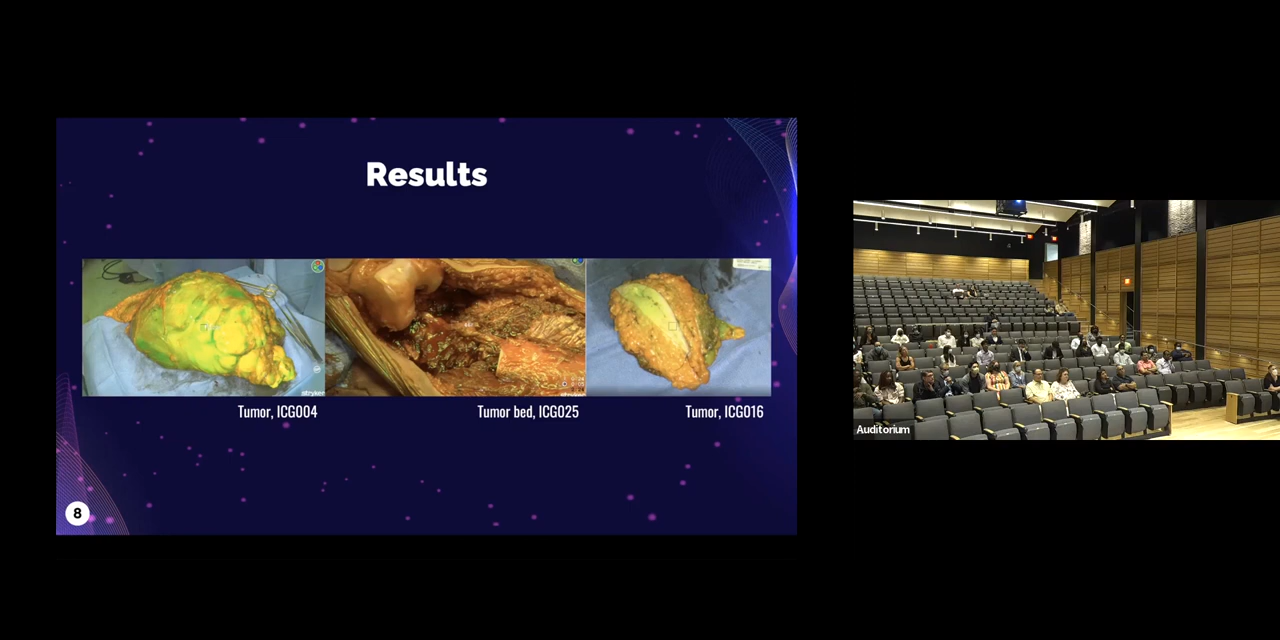 Results
Tumor, ICG004
Tumor bed, ICG025
Tumor, ICG016
8
Auditorium